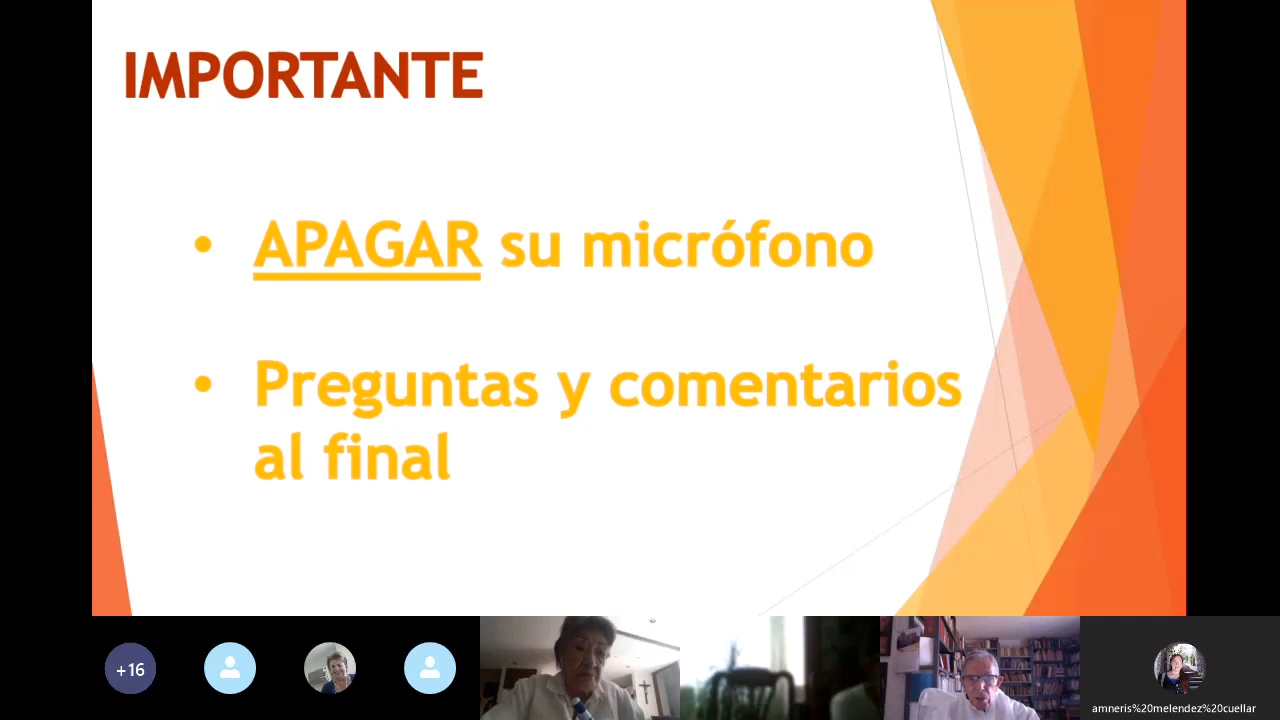 IMPORTANTE
• APAGAR su micrófono
• Preguntas y comentarios
al final
+16
amneris%20melendez%20cuellar